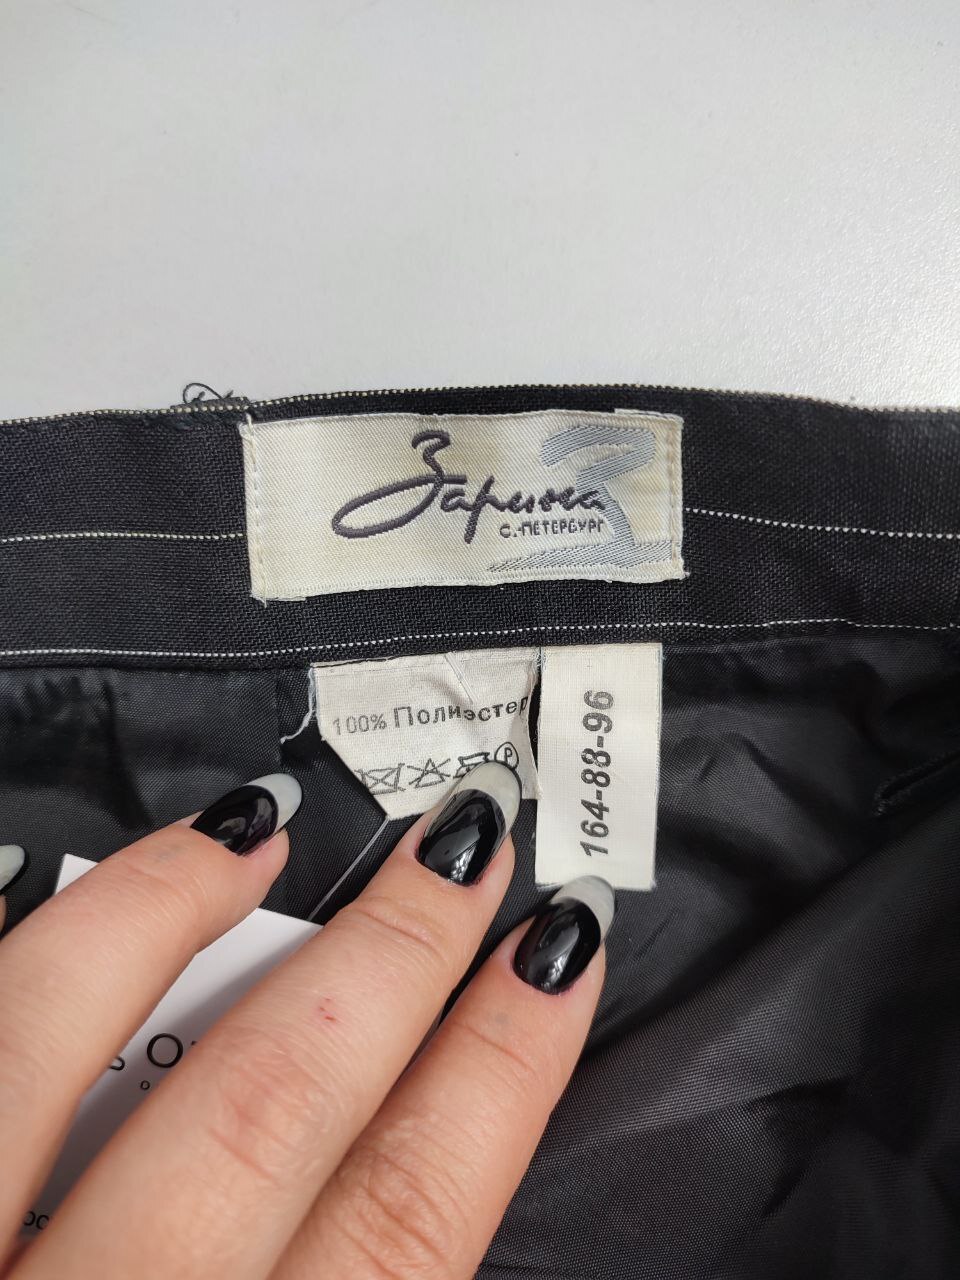 Зарина
С.-ПЕТЕРБУРГ
100% Полиэстер
P
164-88-96